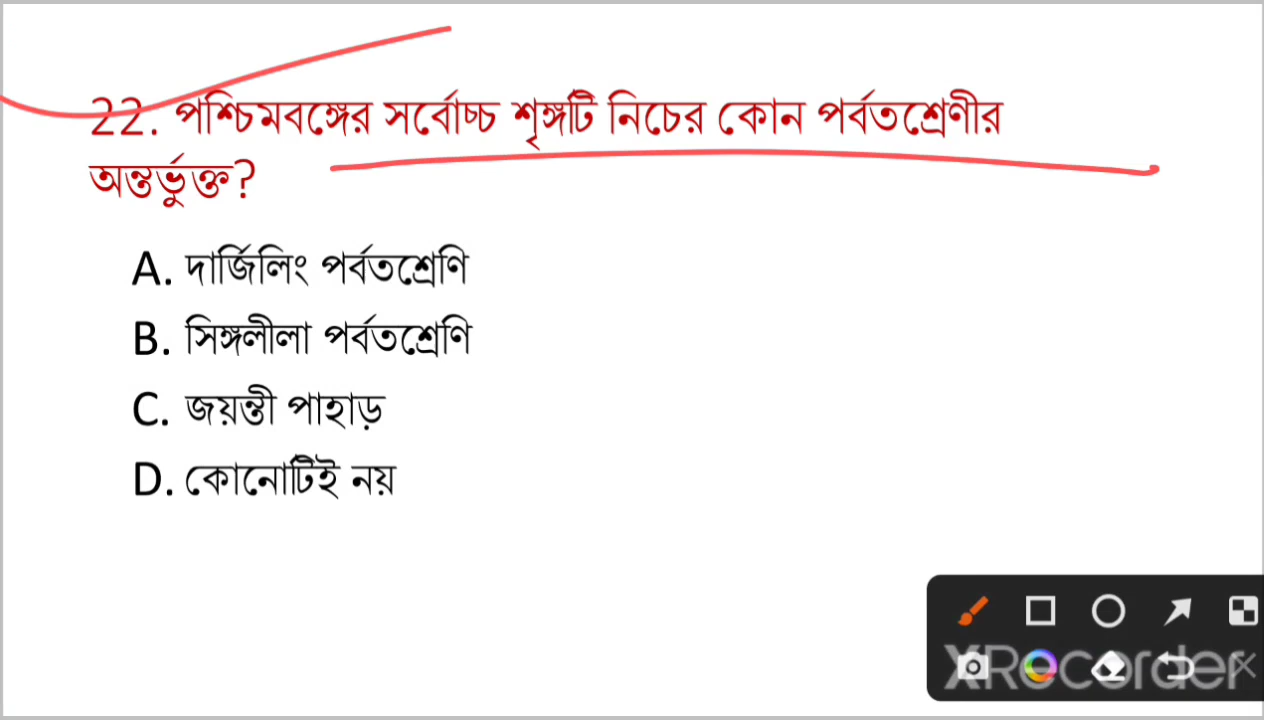 22. পশ্চিমবঙ্গের সর্বোচ্চ শৃঙ্গটি নিচের কোন পর্বতশ্রেণীর
অন্তর্ভুক্ত?
A. দার্জিলিং পর্বতশ্রেণি
B. সিঙ্গলীলা পর্বতশ্রেণি
C. জয়ন্তী পাহাড়
D. কোনোটিই নয়
XRecorder